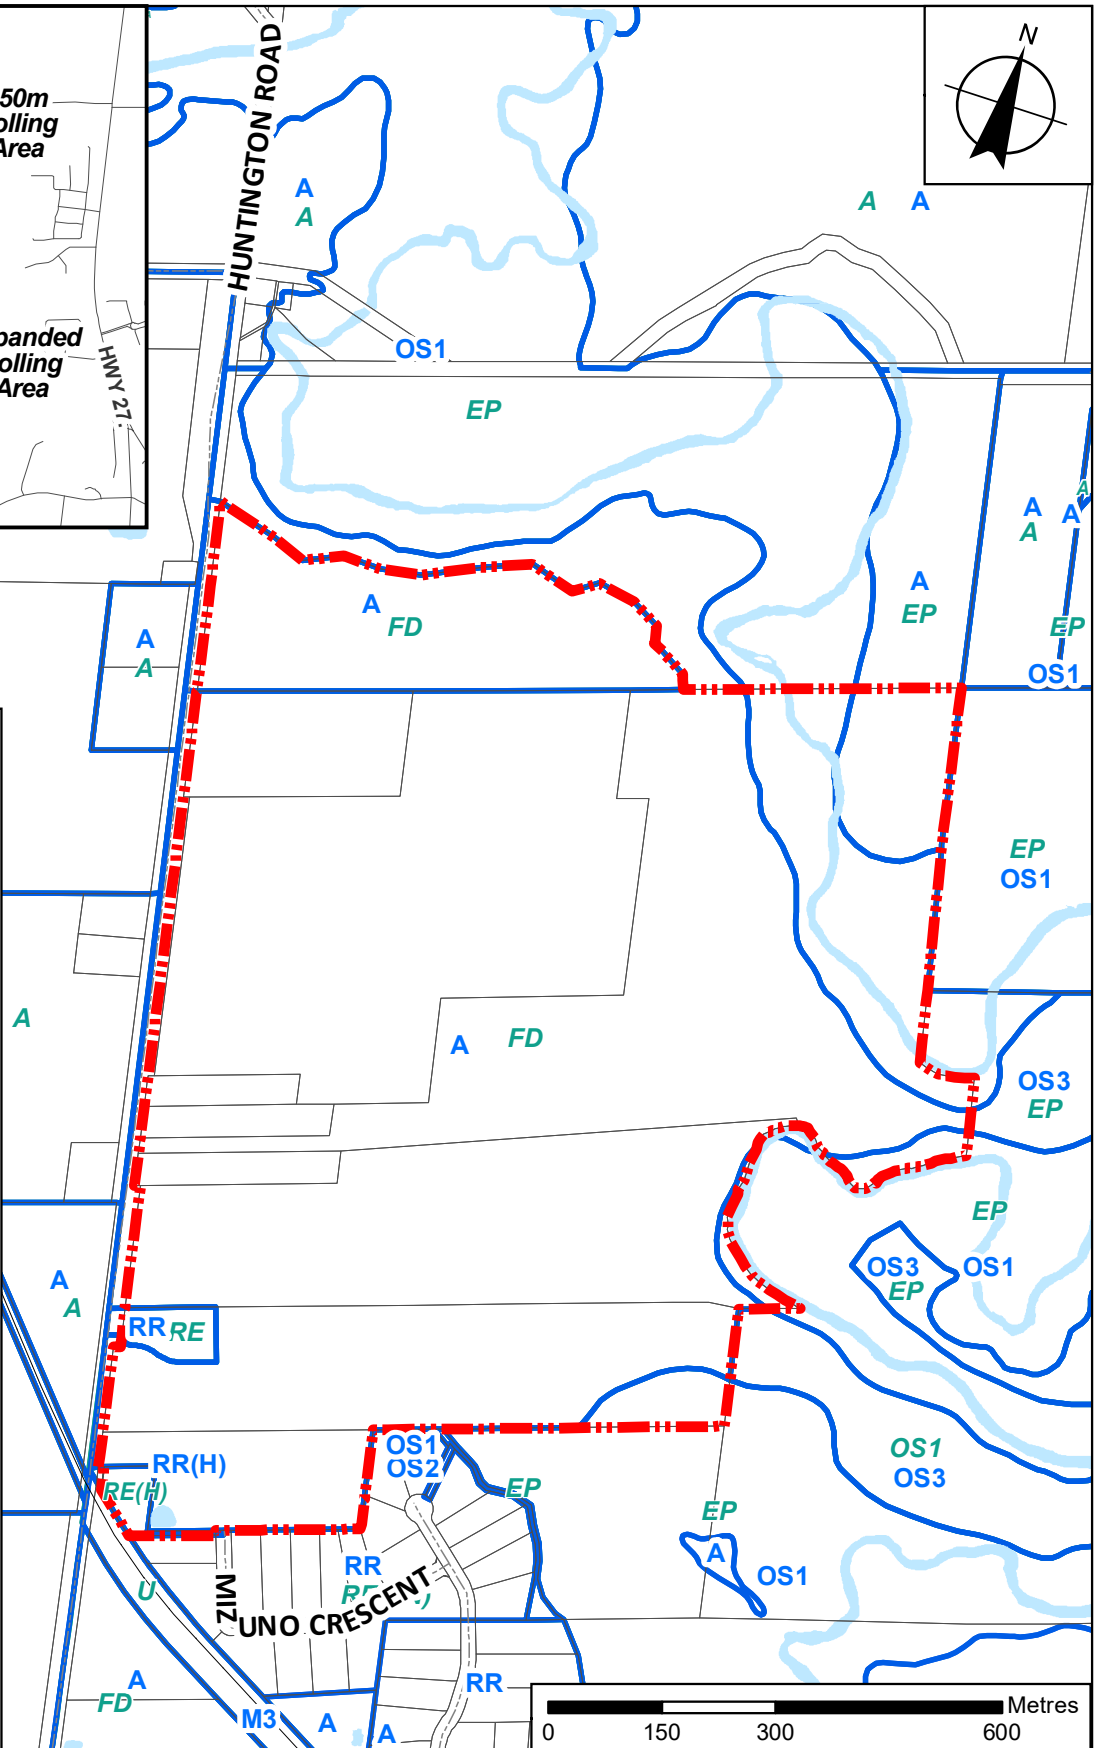 50m
olling
Area
panded
olling
Area
HWY 27
HUNTINGTON ROAD
N
A
A
A A
OS1
EP
A
A
A
A
A
EP
EP
OS1
A
FD
A
A
EP
OS1
A
A FD
OS3
EP
EP
OS3
EP
OS1
A
A
RR RE
OS1
OS2
RR(H)
RE(H)
EP
OS1
OS3
EP
A
OS1
RR
U
MIZUNO CRESCENT
A
FD
M3
A
A
RR
Metres
0 150 300 600